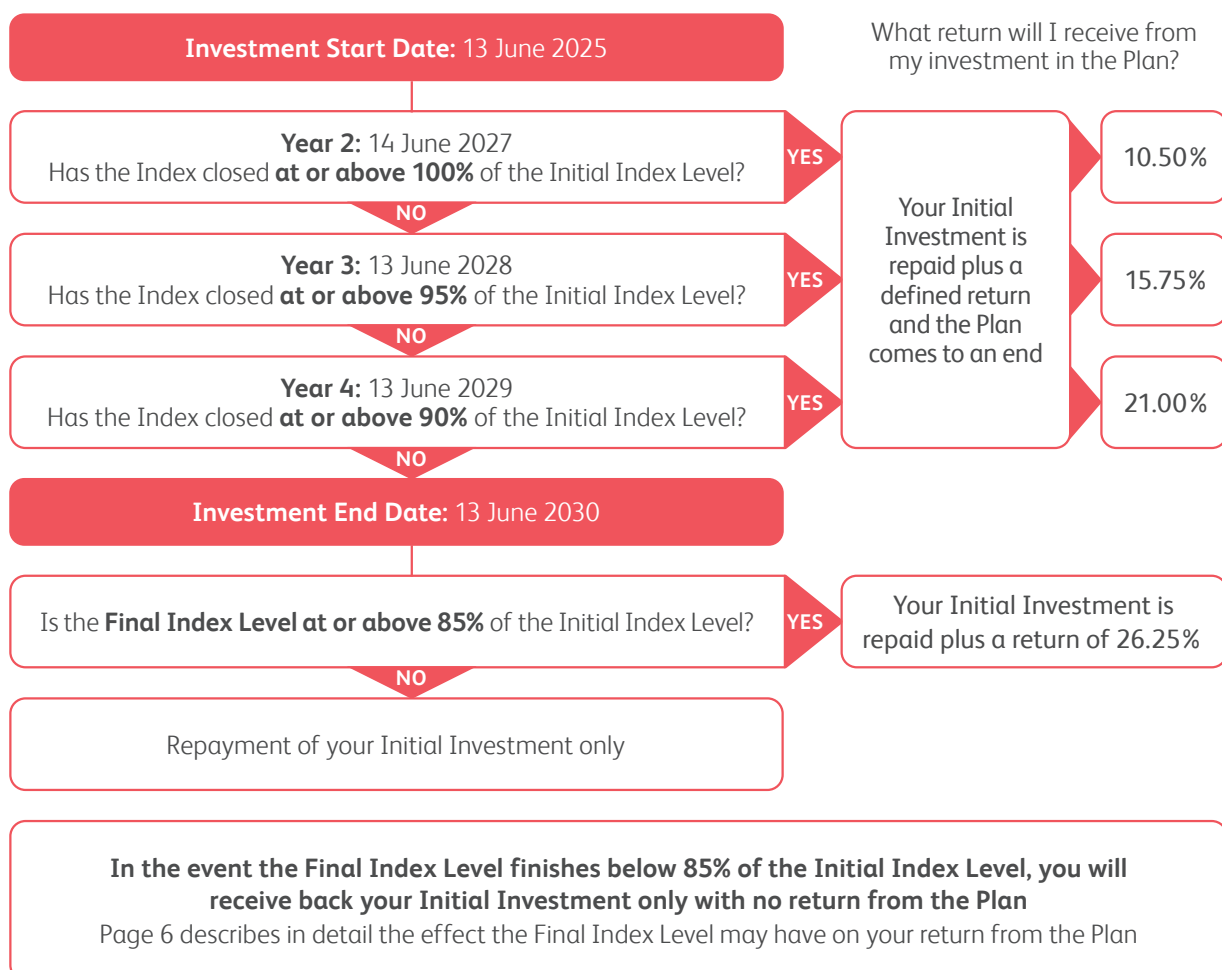 Investment Start Date: 13 June 2025
What return will I receive from
my investment in the Plan?
Year 2: 14 June 2027
Has the Index closed at or above 100% of the Initial Index Level?
YES
10.50%
NO
Year 3: 13 June 2028
Has the Index closed at or above 95% of the Initial Index Level?
YES
15.75%
NO
Year 4: 13 June 2029
Has the Index closed at or above 90% of the Initial Index Level?
YES
21.00%
Your Initial
Investment is
repaid plus a
defined return
and the Plan
comes to an end
NO
Investment End Date: 13 June 2030
Is the Final Index Level at or above 85% of the Initial Index Level?
YES
Your Initial Investment is
repaid plus a return of 26.25%
NO
Repayment of your Initial Investment only
In the event the Final Index Level finishes below 85% of the Initial Index Level, you will
receive back your Initial Investment only with no return from the Plan
Page 6 describes in detail the effect the Final Index Level may have on your return from the Plan